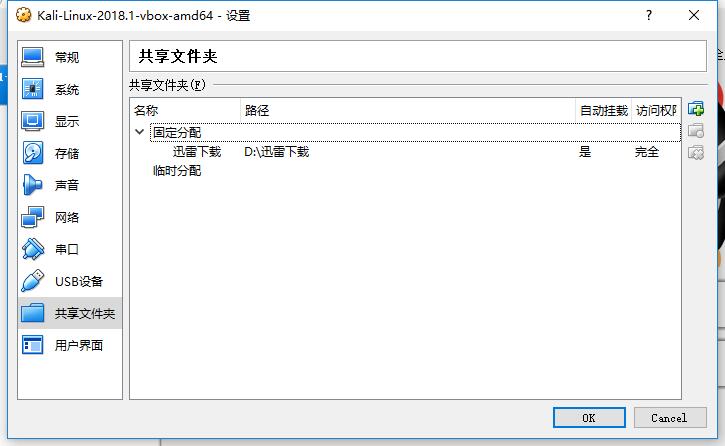 Kali-Linux-2018.1-vbox-amd64 - 设置
常规
系统
显示
存储
声音
网络
串口
USB设备
共享文件夹
用户界面
共享文件夹
共享文件夹(F)
名称 路径 自动挂载 访问权
固定分配
迅雷下载 D:\迅雷下载 是 完全
临时分配
OK Cancel